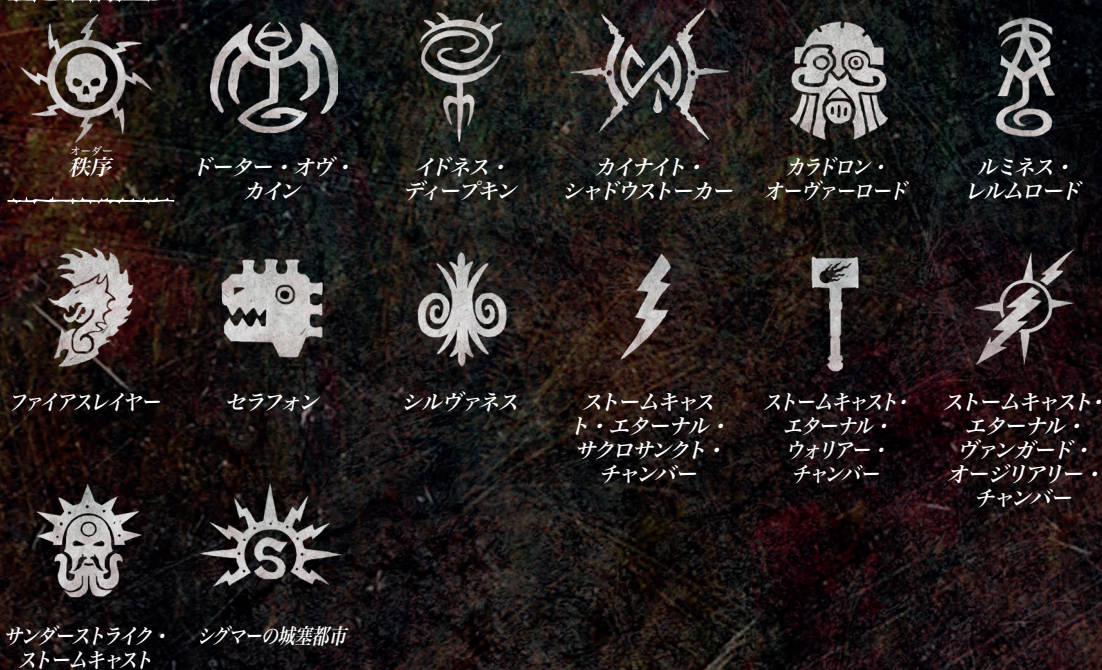 オーダー
秩序
ドーター・オヴ・
カイン
イドネス・
ディープキン
カイナイト・
シャドウストーカー
カラドロン・
オーヴァーロード
ルミネス・
レルムロード
ファイアスレイヤー
セラフォン
シルヴァネス
ストームキャス
ト・エターナル・
サクロサンクト・
チャンバー
ストームキャスト・
エターナル・
ウォリアー・
チャンバー
ストームキャスト・
エターナル・
ヴァンガード・
オージリアリー・
チャンバー
サンダーストライク・
ストームキャスト
S
シグマーの城塞都市